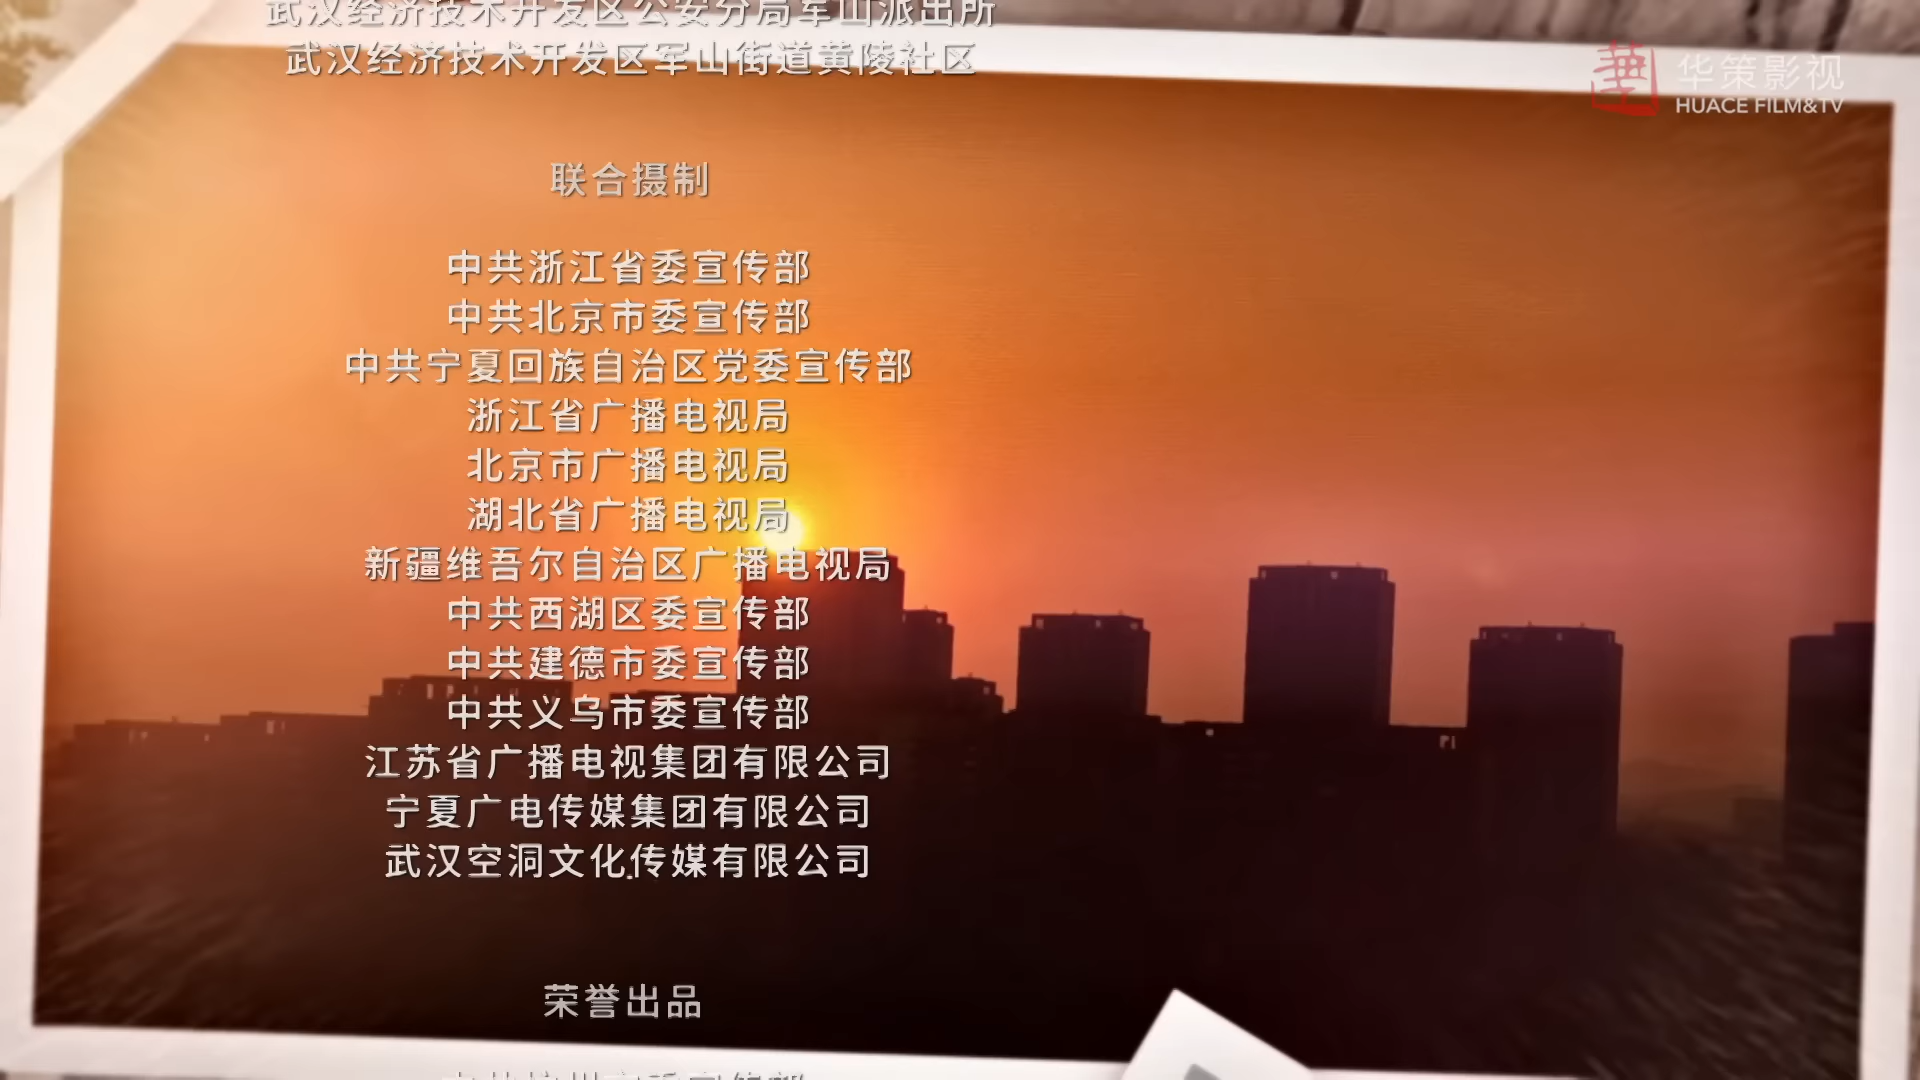 武汉经济技术开发区公安分局军山派出所
武汉经济技术开发区军山街道黄陵社区
华策影视
HUACE FILM&TV
联合摄制
中共浙江省委宣传部
中共北京市委宣传部
中共宁夏回族自治区党委宣传部
浙江省广播电视局
北京市广播电视局
湖北省广播电视局
新疆维吾尔自治区广播电视局
中共西湖区委宣传部
中共建德市委宣传部
中共义乌市委宣传部
江苏省广播电视集团有限公司
宁夏广电传媒集团有限公司
武汉空洞文化传媒有限公司
荣誉出品